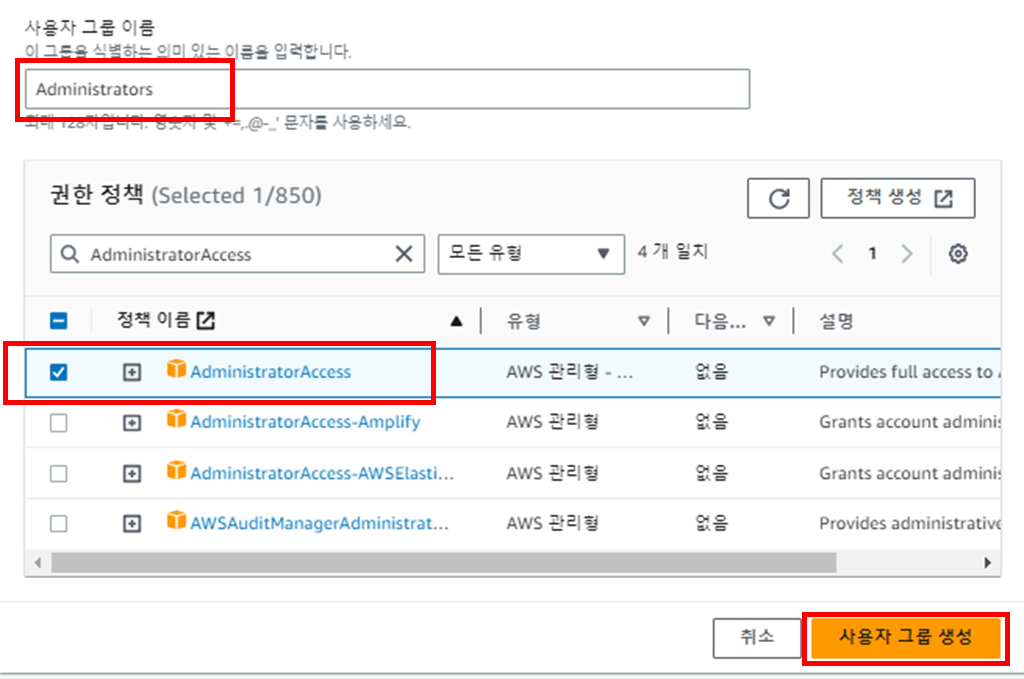 사용자 그룹 이름
이 그룹을 식별하는 의미 있는 이름을 입력합니다.
Administrators
최대 128자입니다. 영숫자 및 '+=,.@-_' 문자를 사용하세요.
권한 정책 (Selected 1/850)
정책 생성
AdministratorAccess
모든 유형
4 개 일치
1
정책 이름 유형 다음... 설명
AdministratorAccess AWS 관리형 - ... 없음 Provides full access to
AdministratorAccess-Amplify AWS 관리형 없음 Grants account adminis
AdministratorAccess-AWSElasti... AWS 관리형 없음 Grants account adminis
AWSAuditManagerAdministrat... AWS 관리형 없음 Provides administrative
취소 사용자 그룹 생성